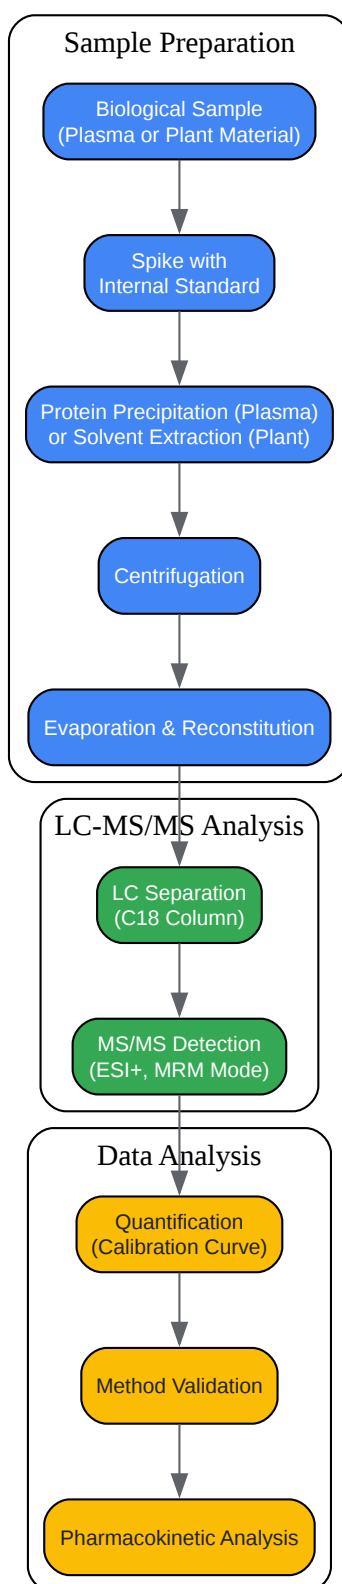 Sample Preparation
Biological Sample
(Plasma or Plant Material)
Spike with
Internal Standard
Protein Precipitation (Plasma)
or Solvent Extraction (Plant)
Centrifugation
Evaporation & Reconstitution
LC-MS/MS Analysis
LC Separation
(C18 Column)
MS/MS Detection
(ESI+, MRM Mode)
Data Analysis
Quantification
(Calibration Curve)
Method Validation
Pharmacokinetic Analysis